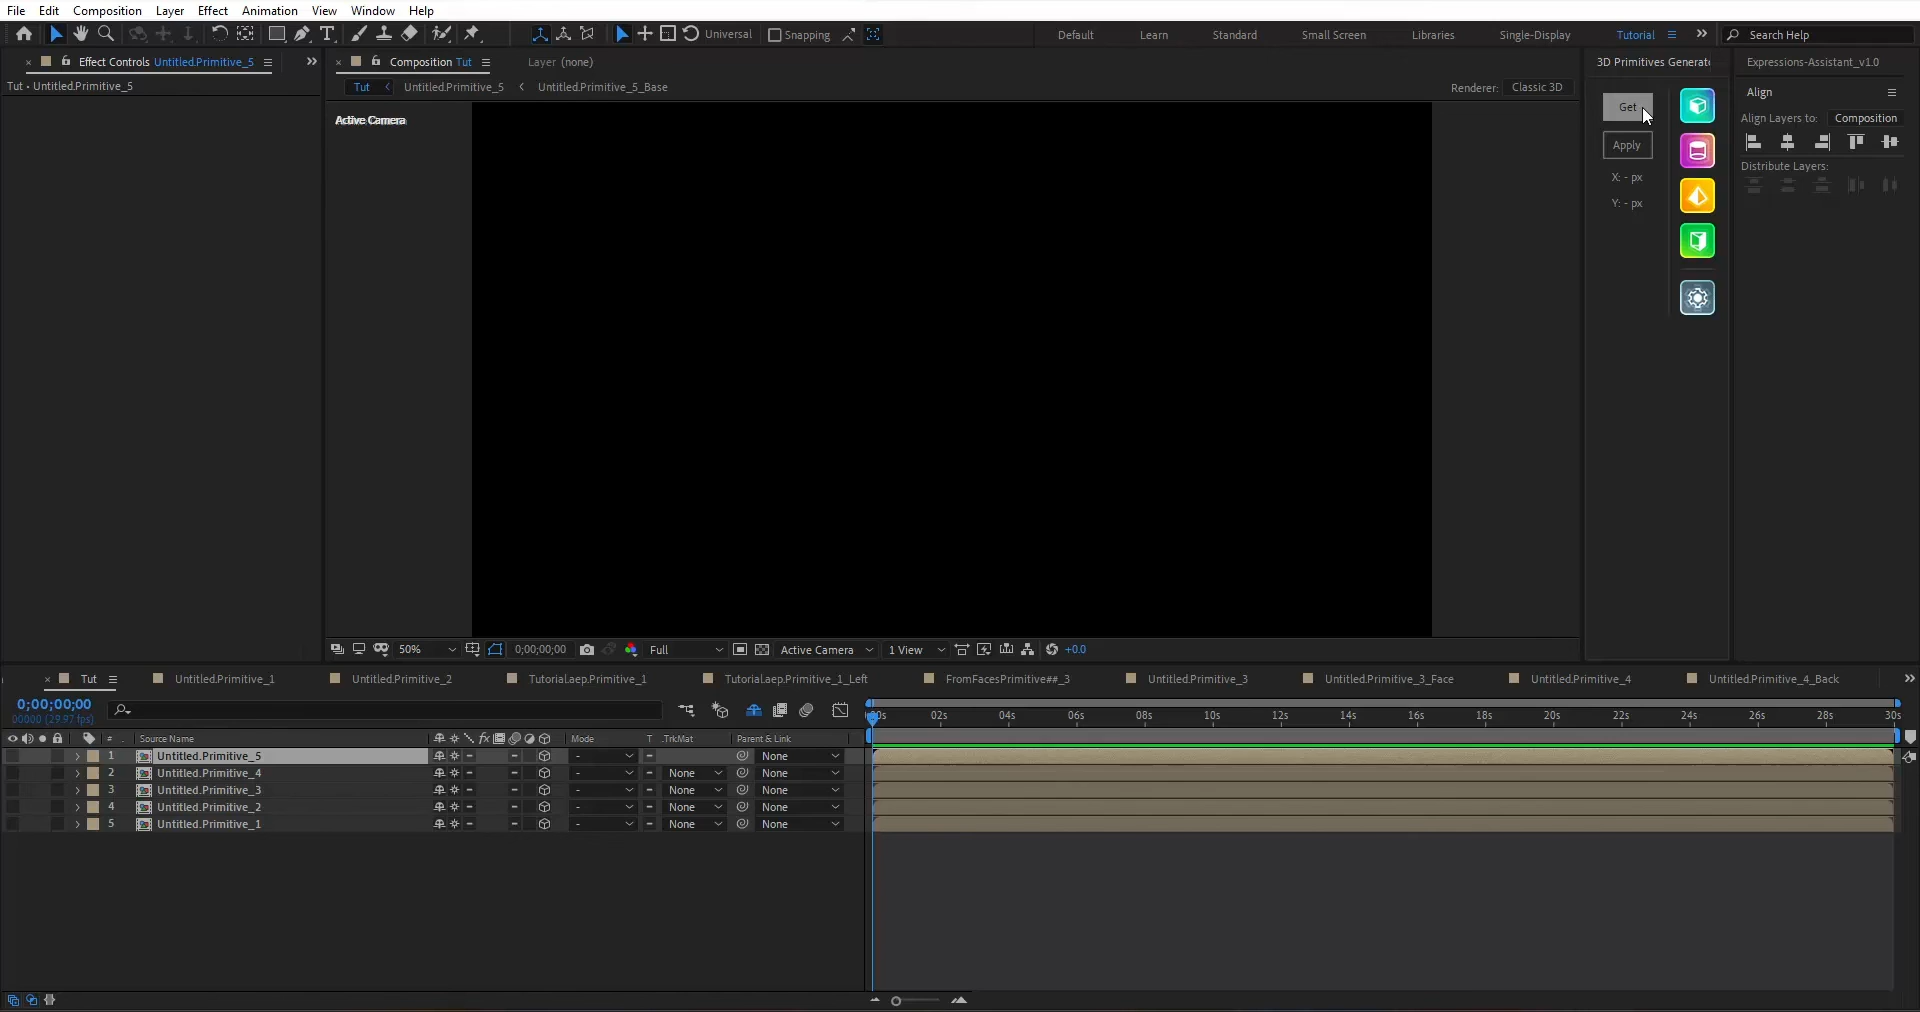 File Edit Composition Layer Effect Animation View Window Help
Universal Snapping Default Learn Standard Small Screen Libraries Single-Display Tutorial Search Help
Effect Controls Untitled.Primitive_5 Composition Tut Layer (none) 3D Primitives Generato Expressions-Assistant_v1.0
Tut • Untitled.Primitive_5 Tut Untitled.Primitive_5 Untitled.Primitive_5_Base Renderer: Classic 3D
Active Camera
Get
Apply
X: - px
Y: - px
Align
Align Layers to: Composition
Distribute Layers:
50% 0;00;00;00 Full Active Camera 1 View +0.0
Tut Untitled.Primitive_1 Untitled.Primitive_2 Tutorial.aep.Primitive_1 Tutorial.aep.Primitive_1_Left FromFacesPrimitive##_3 Untitled.Primitive_3 Untitled.Primitive_3_Face Untitled.Primitive_4 Untitled.Primitive_4_Back
0;00;00;00
00000 (29.97 fps)
02s 04s 06s 08s 10s 12s 14s 16s 18s 20s 22s 24s 26s 28s 30s
# Source Name fx Mode T .TrkMat Parent & Link
1 Untitled.Primitive_5 - None
2 Untitled.Primitive_4 - None None
3 Untitled.Primitive_3 - None None
4 Untitled.Primitive_2 - None None
5 Untitled.Primitive_1 - None None